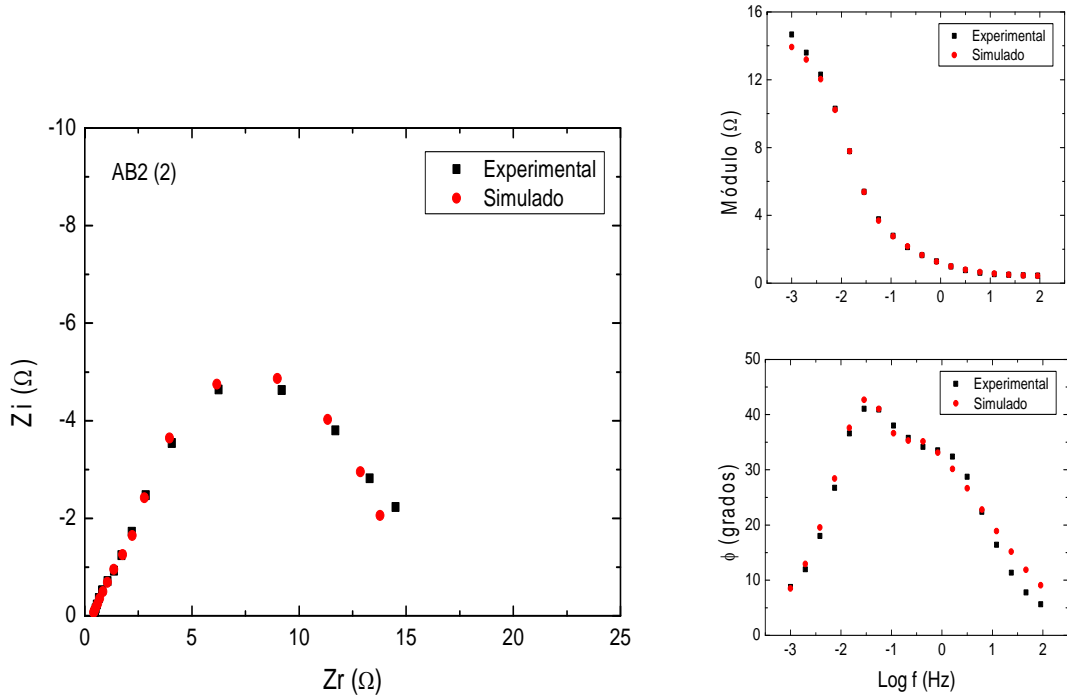 AB2 (2)
Experimental
Simulado
-10
-8
-6
-4
-2
0
Zi (Ω)
0
5
10
15
20
25
Zr (Ω)
Experimental
Simulado
16
12
8
4
0
Módulo (Ω)
-3
-2
-1
0
1
2
Experimental
Simulado
50
40
30
20
10
0
ϕ (grados)
-3
-2
-1
0
1
2
Log f (Hz)